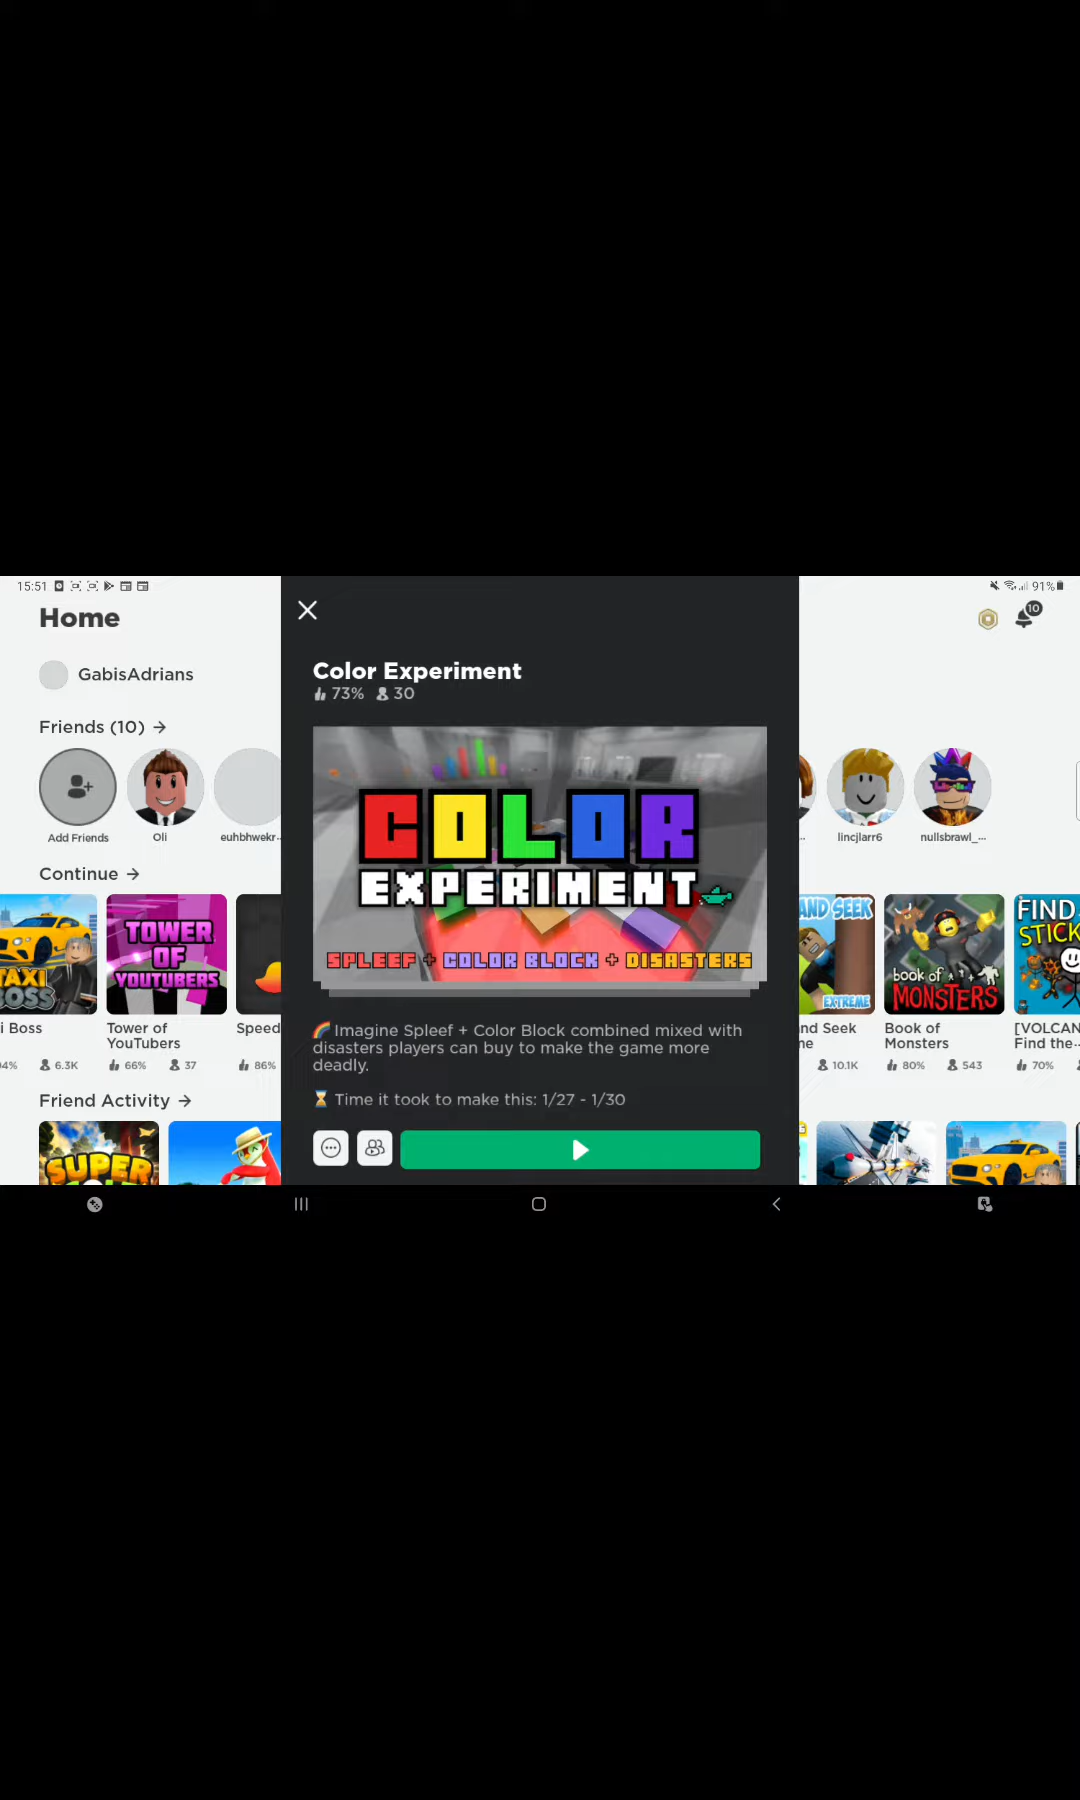 15:51
91%
Home
10
GabisAdrians
Friends (10) →
Add Friends
Oli
euhbhwekr...
lincjlarr6
nullsbrawl_...
Continue →
TAXI
BOSS
i Boss
94%
6.3K
TOWER
OF
YOUTUBERS
Tower of
YouTubers
66% 37
Speed
86%
Color Experiment
73% 30
COLOR
EXPERIMENT
SPLEEF + COLOR BLOCK + DISASTERS
🌈 Imagine Spleef + Color Block combined mixed with
disasters players can buy to make the game more
deadly.
⌛ Time it took to make this: 1/27 - 1/30
AND SEEK
EXTREME
nd Seek
me
10.1K
book of
MONSTERS
Book of
Monsters
80% 543
FIND
STICK
[VOLCAN
Find the...
70%
Friend Activity →
SUPER